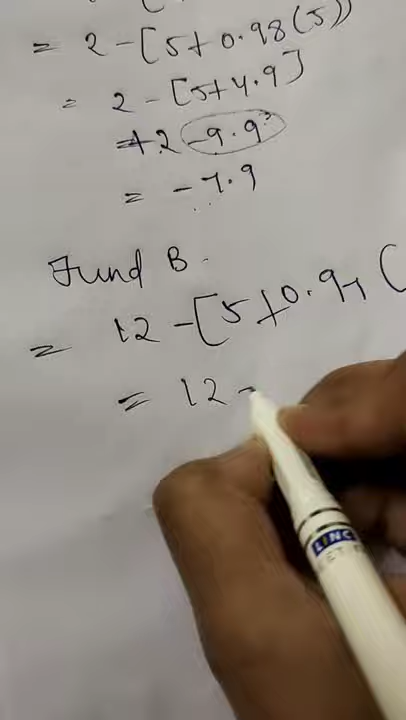 = 2 - [5+0.98(5))
= 2 - [5+4.9]
= 2 - 9.9
= - 7.9
Fund B.
= 12 - [5+0.97 (
= 12 -
LINC